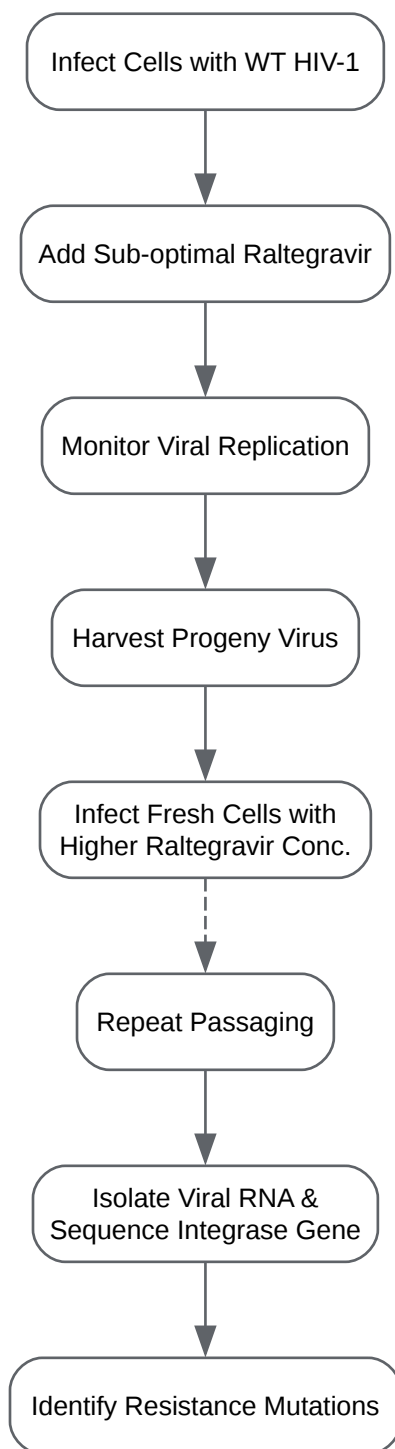 Infect Cells with WT HIV-1
Add Sub-optimal Raltegravir
Monitor Viral Replication
Harvest Progeny Virus
Infect Fresh Cells with
Higher Raltegravir Conc.
Repeat Passaging
Isolate Viral RNA &
Sequence Integrase Gene
Identify Resistance Mutations